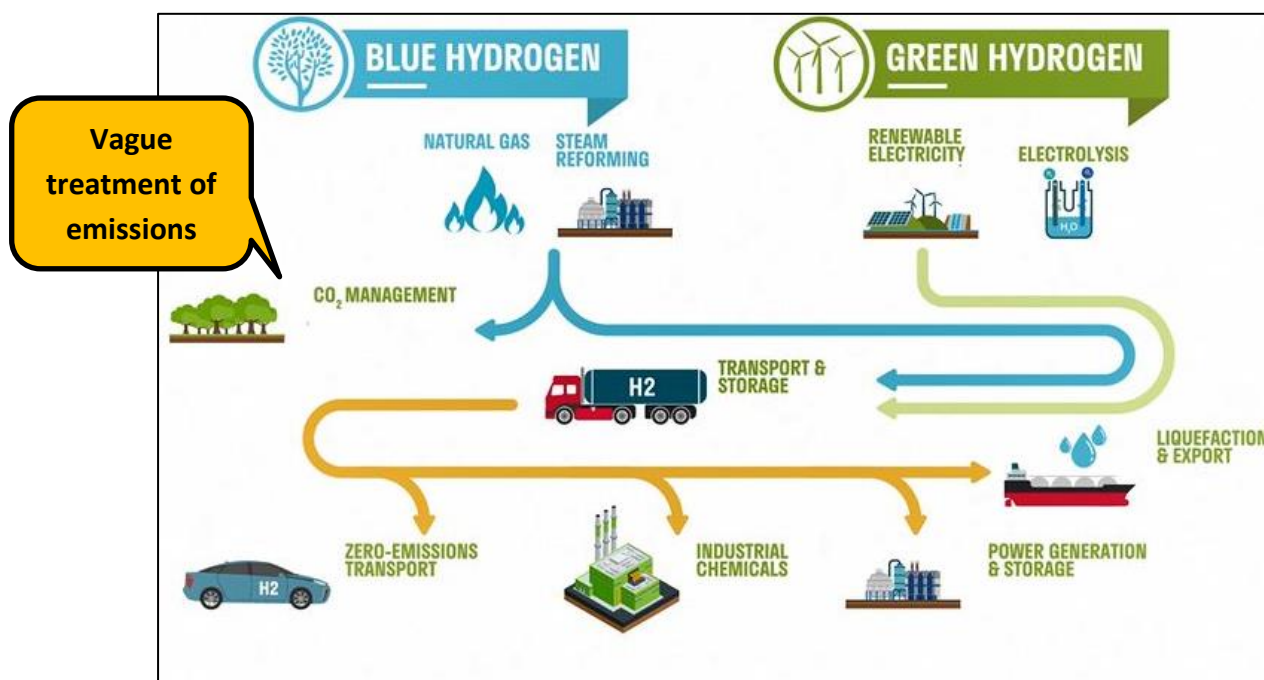 BLUE HYDROGEN
GREEN HYDROGEN
Vague
treatment of
emissions
NATURAL GAS
STEAM
REFORMING
RENEWABLE
ELECTRICITY
ELECTROLYSIS
H₂O
CO₂ MANAGEMENT
H2
TRANSPORT &
STORAGE
LIQUEFACTION
& EXPORT
ZERO-EMISSIONS
TRANSPORT
H2
INDUSTRIAL
CHEMICALS
POWER GENERATION
& STORAGE